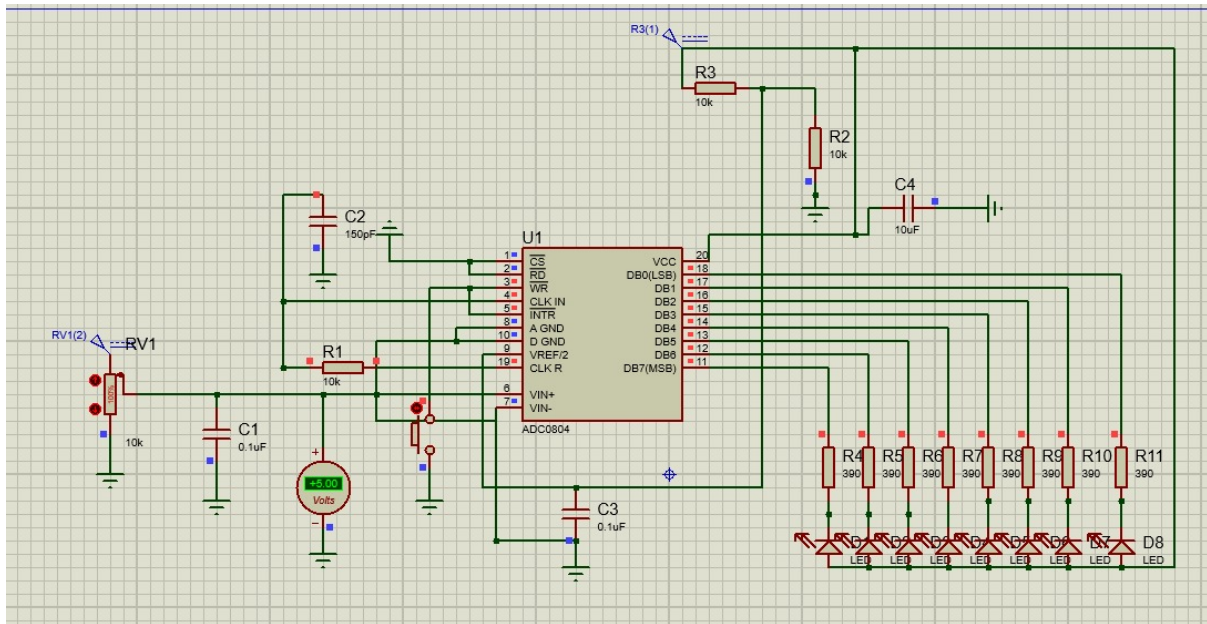 R3(1)
R3
10k
R2
10k
C4
10uF
C2
150pF
U1
1 CS VCC 20
2 RD DB0(LSB) 18
3 WR DB1 17
4 CLK IN DB2 16
5 INTR DB3 15
8 A GND DB4 14
10 D GND DB5 13
9 VREF/2 DB6 12
19 CLK R DB7(MSB) 11
6 VIN+
7 VIN-
ADC0804
RV1(2)
RV1
100%
10k
R1
10k
C1
0.1uF
+5.00
Volts
C3
0.1uF
R4 R5 R6 R7 R8 R9 R10 R11
390 390 390 390 390 390 390 390
D1 D2 D3 D7 D8
LED LED LED LED LED LED LED LED